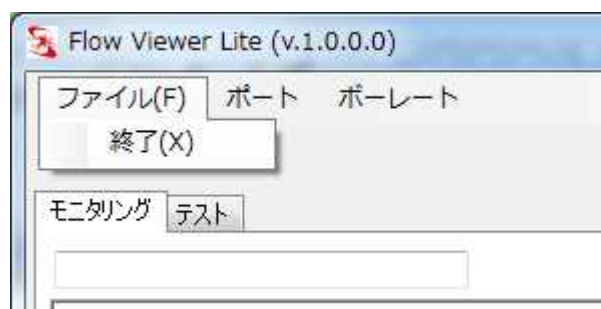 Flow Viewer Lite (v.1.0.0.0)
ファイル(F) ポート ボーレート
終了(X)
モニタリング テスト